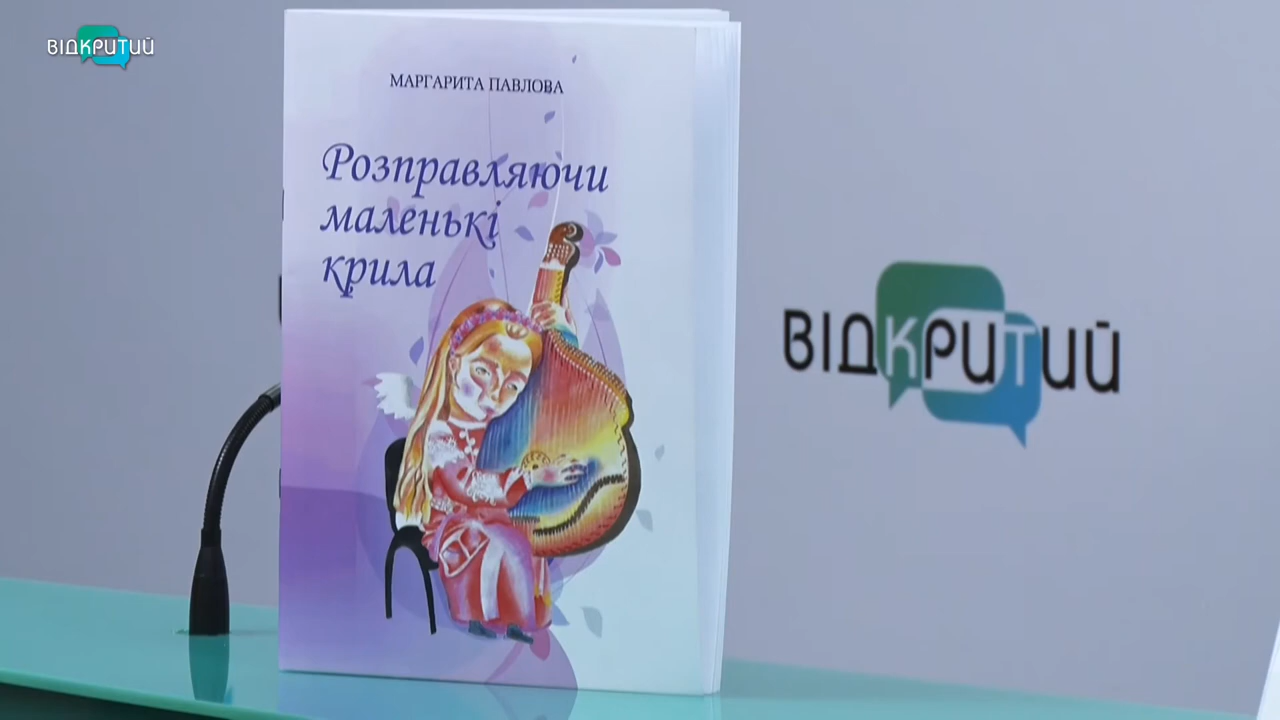 ВІДКРИТИЙ
МАРГАРИТА ПАВЛОВА
Розправляючи
маленькі
крила
ВІДКРИТИЙ